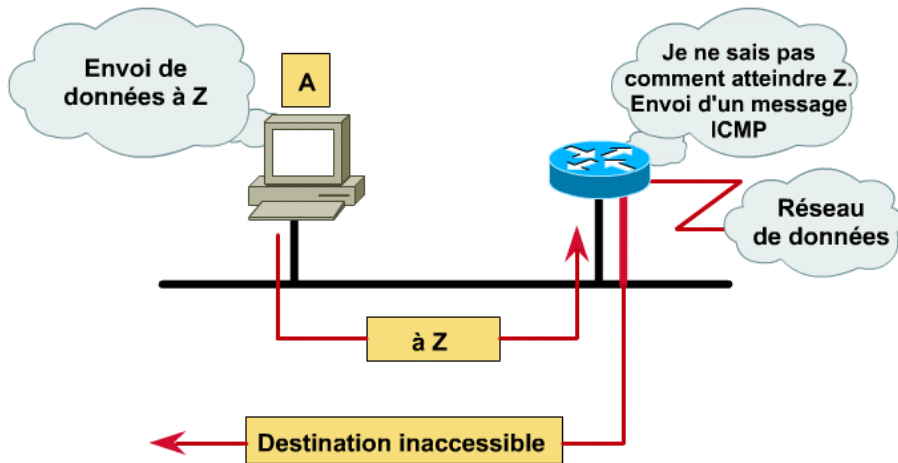 Envoi de
données à Z
A
Je ne sais pas
comment atteindre Z.
Envoi d'un message
ICMP
Réseau
de données
à Z
Destination inaccessible